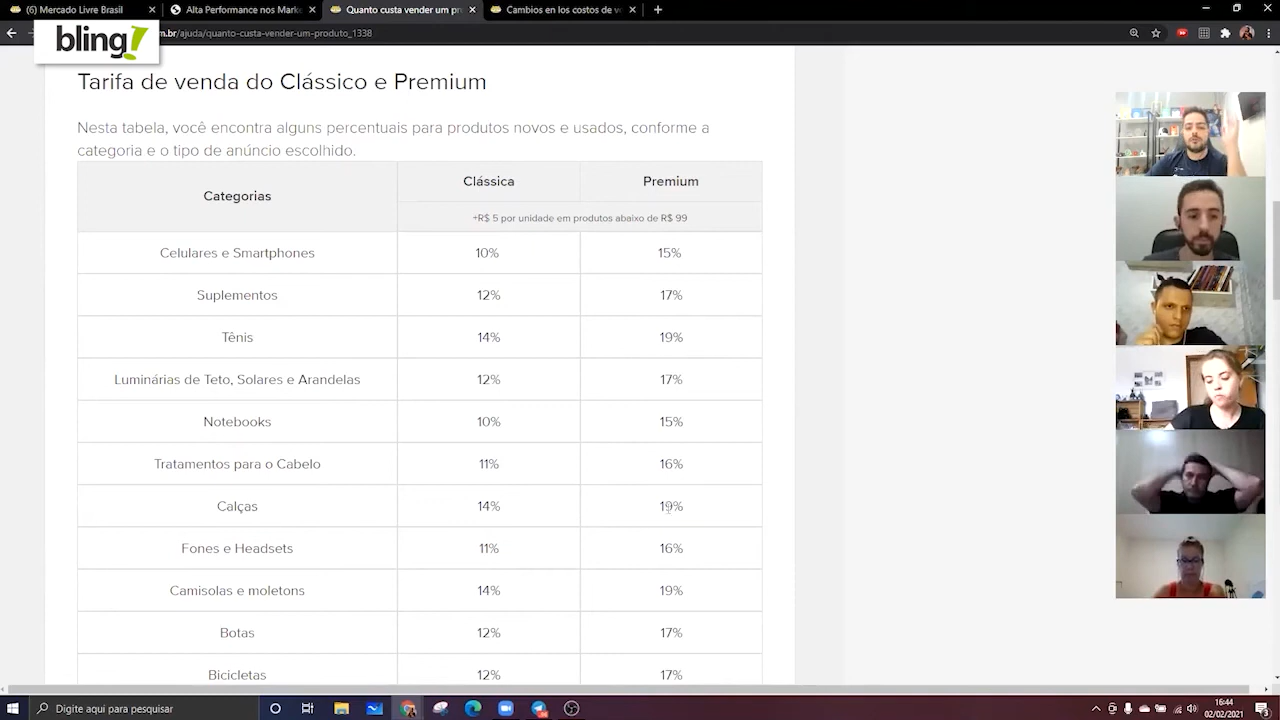 (6) Mercado Livre Brasil
Alta Performance nos Marke
Quanto custa vender um pr
Cambios en los costos de v
bling!
.br/ajuda/quanto-custa-vender-um-produto_1338
Tarifa de venda do Clássico e Premium
Nesta tabela, você encontra alguns percentuais para produtos novos e usados, conforme a
categoria e o tipo de anúncio escolhido.
Categorias
Clássica
Premium
+R$ 5 por unidade em produtos abaixo de R$ 99
Celulares e Smartphones 10% 15%
Suplementos 12% 17%
Tênis 14% 19%
Luminárias de Teto, Solares e Arandelas 12% 17%
Notebooks 10% 15%
Tratamentos para o Cabelo 11% 16%
Calças 14% 19%
Fones e Headsets 11% 16%
Camisolas e moletons 14% 19%
Botas 12% 17%
Bicicletas 12% 17%
Digite aqui para pesquisar
16:44
02/02/2021